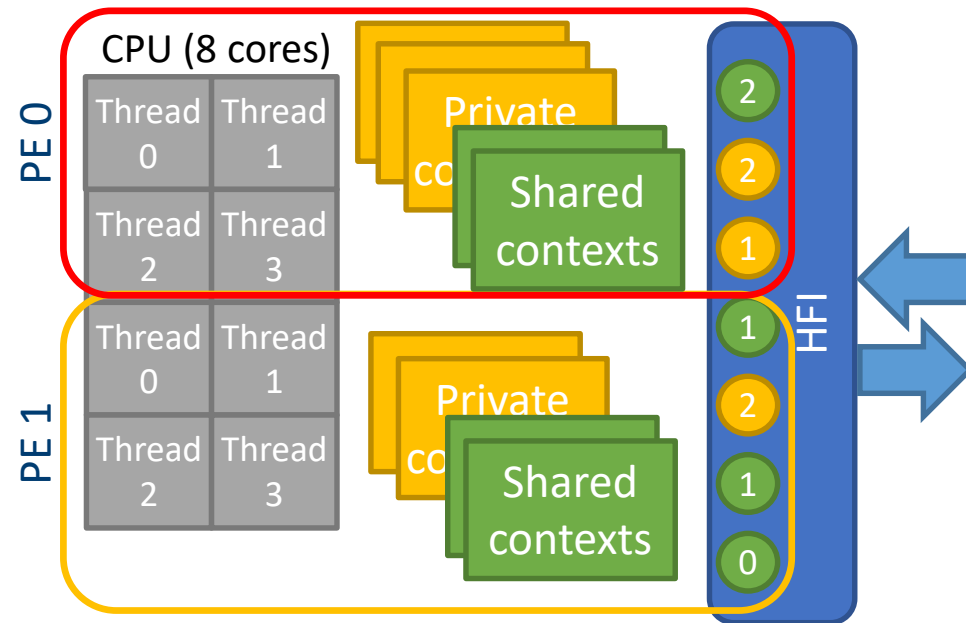 CPU (8 cores)
PE 0
Thread
0
Thread
1
Thread
2
Thread
3
Private
Shared
contexts
2
2
1
PE 1
Thread
0
Thread
1
Thread
2
Thread
3
Private
Shared
contexts
1
2
1
0
HFI